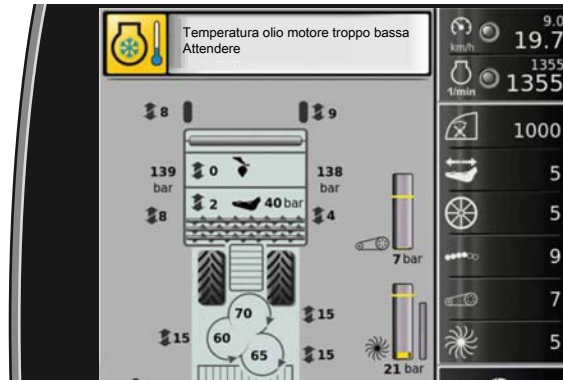 Temperatura olio motore troppo bassa
Attendere
9.0
km/h 19.7
1355
1/min 1355
8 9
139 bar 0 138 bar
2 40 bar
8 4
1000
5
5
9
7
5
7 bar
70
15
60
15
65
15
21 bar